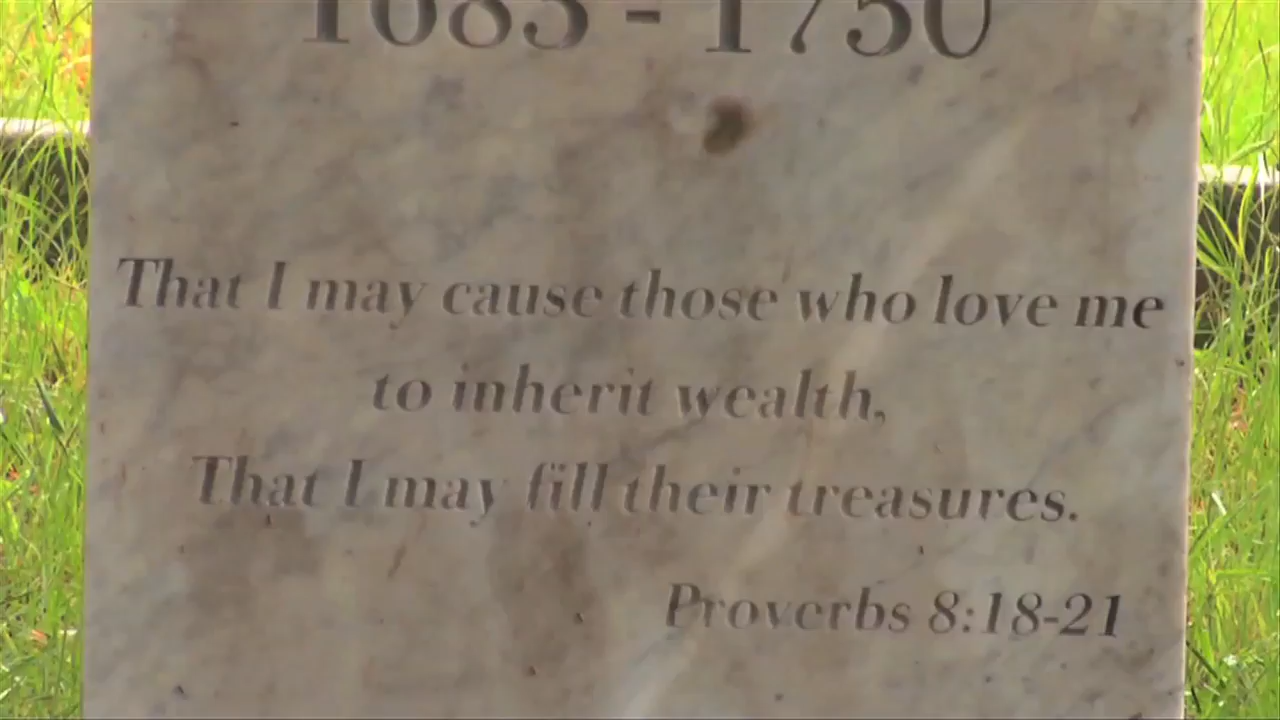 1683 - 1750
That I may cause those who love me
to inherit wealth,
That I may fill their treasures.
Proverbs 8:18-21